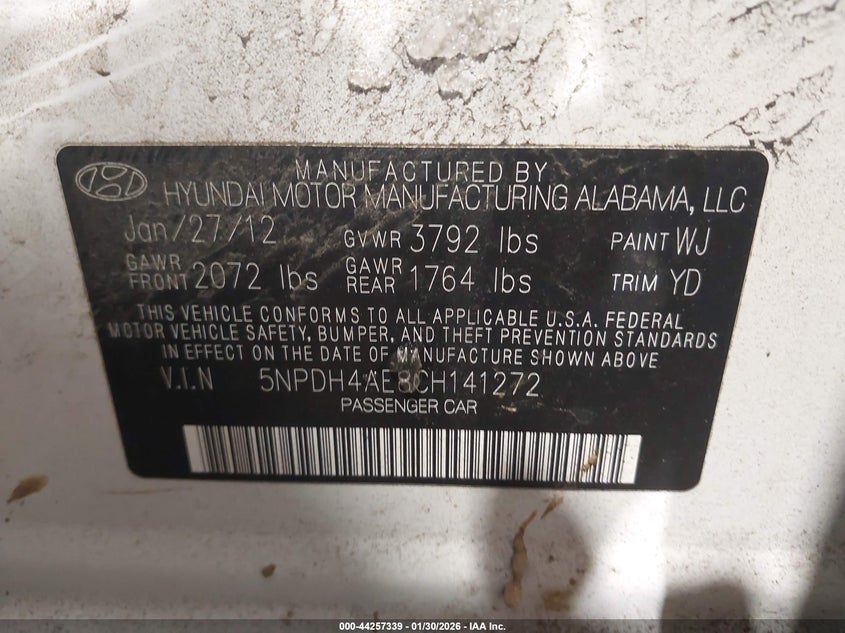 MANUFACTURED BY
HYUNDAI MOTOR MANUFACTURING ALABAMA, LLC
Jan/27/12 GVWR 3792 lbs PAINT WJ
GAWR FRONT 2072 lbs GAWR REAR 1764 lbs TRIM YD
THIS VEHICLE CONFORMS TO ALL APPLICABLE U.S.A. FEDERAL
MOTOR VEHICLE SAFETY, BUMPER, AND THEFT PREVENTION STANDARDS
IN EFFECT ON THE DATE OF MANUFACTURE SHOWN ABOVE
V.I.N 5NPDH4AE8CH141272
PASSENGER CAR
000-44257339 - 01/30/2026 - IAA Inc.